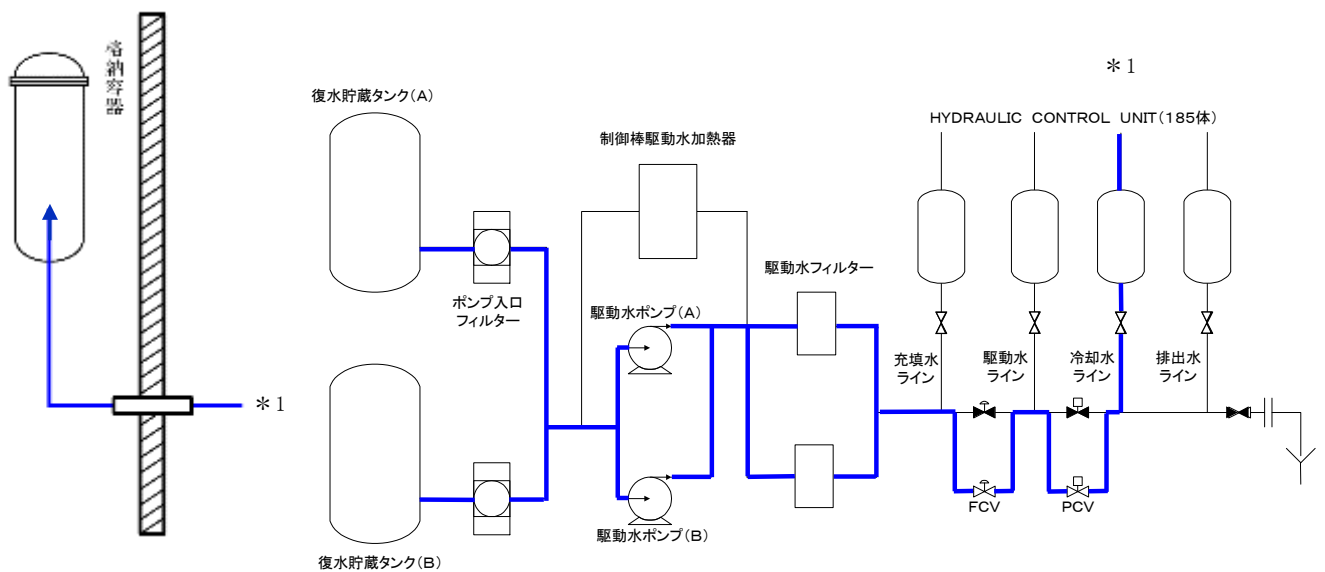 格納容器
*1
復水貯蔵タンク(A)
ポンプ入口
フィルター
復水貯蔵タンク(B)
制御棒駆動水加熱器
駆動水ポンプ(A)
駆動水ポンプ(B)
駆動水フィルター
*1
HYDRAULIC CONTROL UNIT(185体)
充填水
ライン
駆動水
ライン
冷却水
ライン
排出水
ライン
FCV
PCV